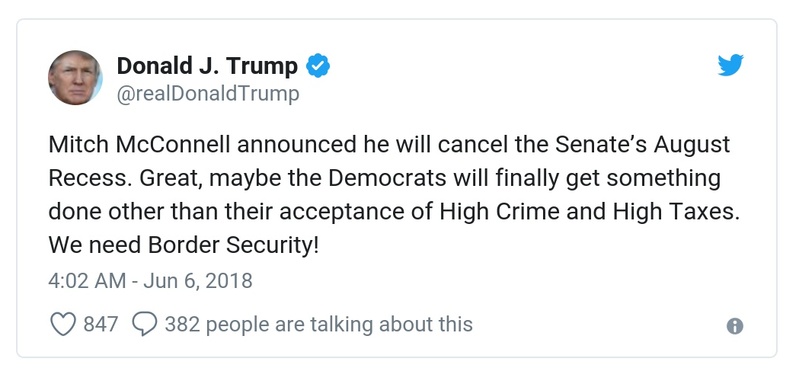 Donald J. Trump
@realDonaldTrump
Mitch McConnell announced he will cancel the Senate’s August
Recess. Great, maybe the Democrats will finally get something
done other than their acceptance of High Crime and High Taxes.
We need Border Security!
4:02 AM - Jun 6, 2018
847 382 people are talking about this